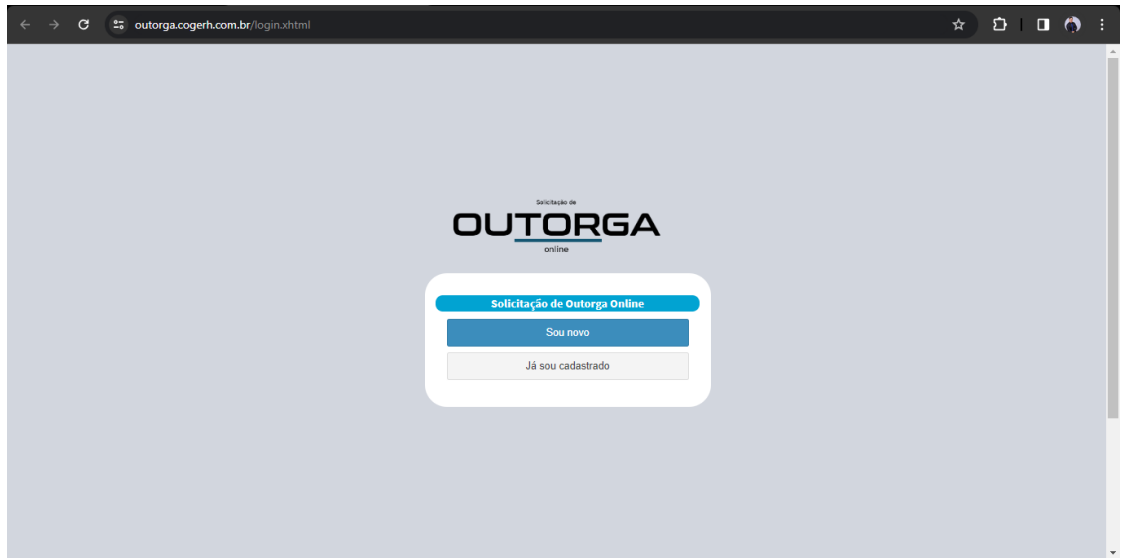 outorga.cogerh.com.br/login.xhtml
Solicitação de
OUTORGA
online
Solicitação de Outorga Online
Sou novo
Já sou cadastrado